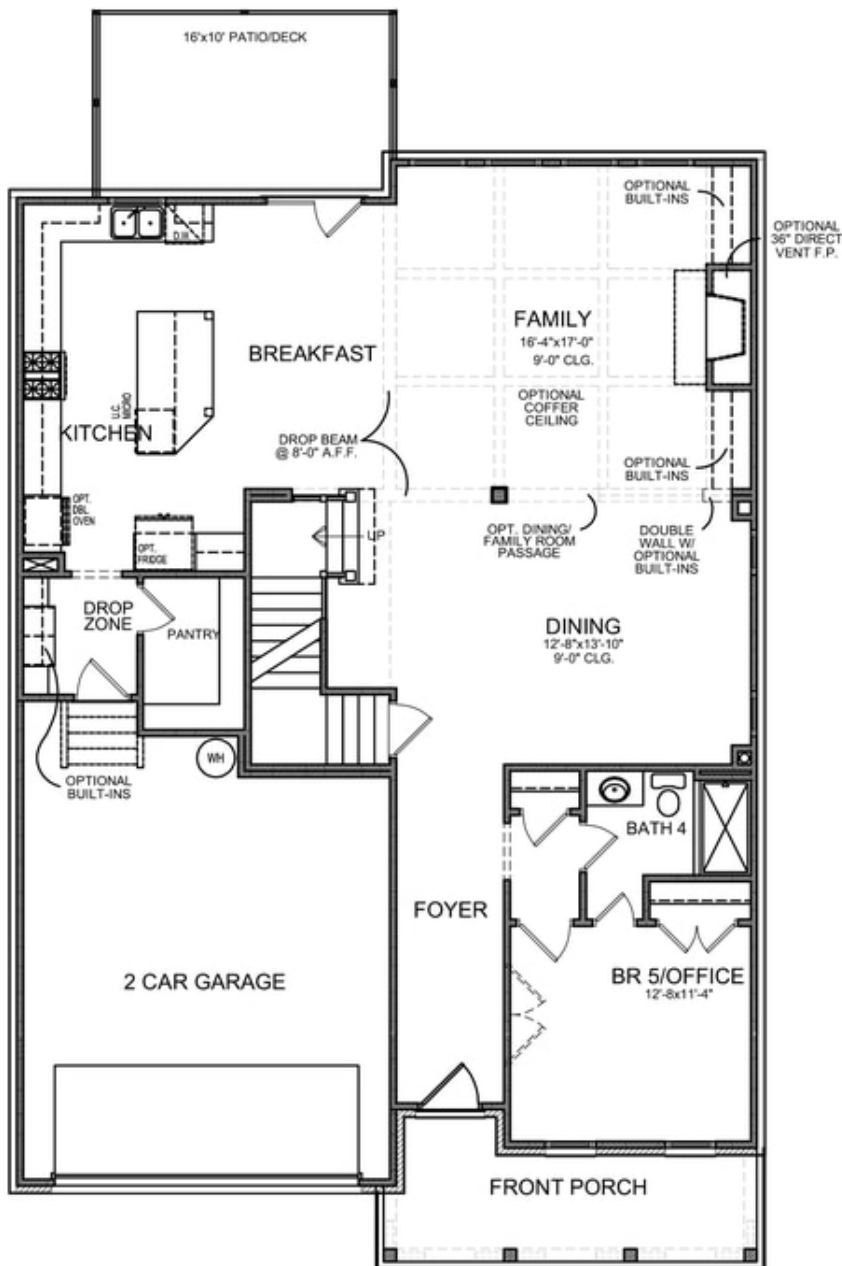 16'x10' PATIO/DECK
OPTIONAL
BUILT-INS
OPTIONAL
36" DIRECT
VENT F.P.
D.W.
FAMILY
16'-4"x17'-0"
9'-0" CLG.
BREAKFAST
OPTIONAL
COFFER
CEILING
U.C.
MICRO
KITCHEN
DROP BEAM
@ 8'-0" A.F.F.
OPTIONAL
BUILT-INS
OPT.
DBL
OVEN
OPT.
FRIDGE
UP
OPT. DINING/
FAMILY ROOM
PASSAGE
DOUBLE
WALL W/
OPTIONAL
BUILT-INS
DROP
ZONE
PANTRY
DINING
12'-8"x13'-10"
9'-0" CLG.
WH
OPTIONAL
BUILT-INS
BATH 4
FOYER
2 CAR GARAGE
BR 5/OFFICE
12'-8x11'-4"
FRONT PORCH